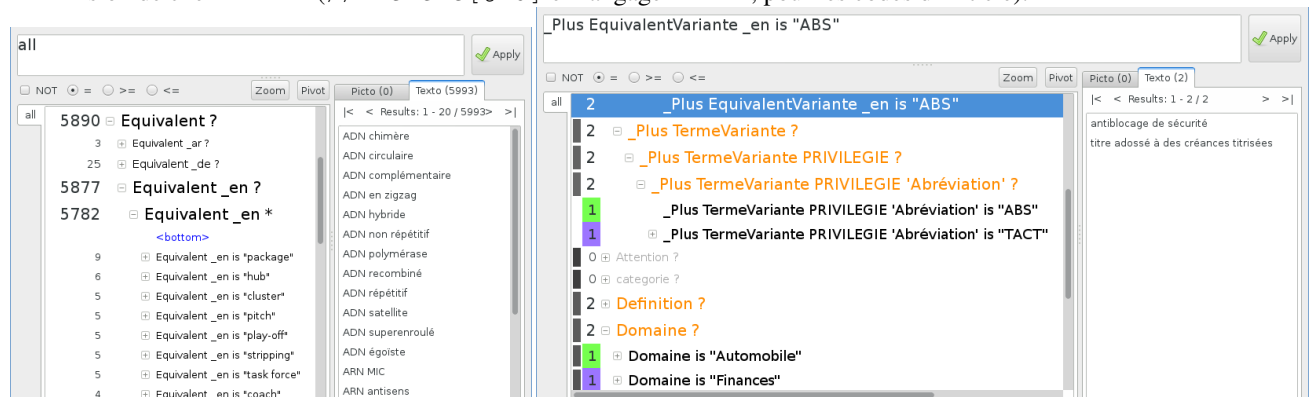 all
Apply
NOT = >= <=
Zoom Pivot
Picto (0) Texto (5993)
all
5890 Equivalent ?
3 Equivalent _ar ?
25 Equivalent _de ?
5877 Equivalent _en ?
5782 Equivalent _en *
<bottom>
9 Equivalent _en is "package"
6 Equivalent _en is "hub"
5 Equivalent _en is "cluster"
5 Equivalent _en is "pitch"
5 Equivalent _en is "play-off"
5 Equivalent _en is "stripping"
5 Equivalent _en is "task force"
4 Equivalent _en is "coach"
|< < Results: 1 - 20 / 5993> >|
ADN chimère
ADN circulaire
ADN complémentaire
ADN en zigzag
ADN hybride
ADN non répétitif
ADN polymérase
ADN recombiné
ADN répétitif
ADN satellite
ADN superenroulé
ADN égoïste
ARN MIC
ARN antisens
_Plus EquivalentVariante _en is "ABS"
Apply
NOT = >= <=
Zoom Pivot
Picto (0) Texto (2)
all
2 _Plus EquivalentVariante _en is "ABS"
2 _Plus TermeVariante ?
2 _Plus TermeVariante PRIVILEGIE ?
2 _Plus TermeVariante PRIVILEGIE 'Abréviation' ?
1 _Plus TermeVariante PRIVILEGIE 'Abréviation' is "ABS"
1 _Plus TermeVariante PRIVILEGIE 'Abréviation' is "TACT"
0 Attention ?
0 categorie ?
2 Definition ?
2 Domaine ?
1 Domaine is "Automobile"
1 Domaine is "Finances"
|< < Results: 1 - 2 / 2 > >|
antiblocage de sécurité
titre adossé à des créances titrisées